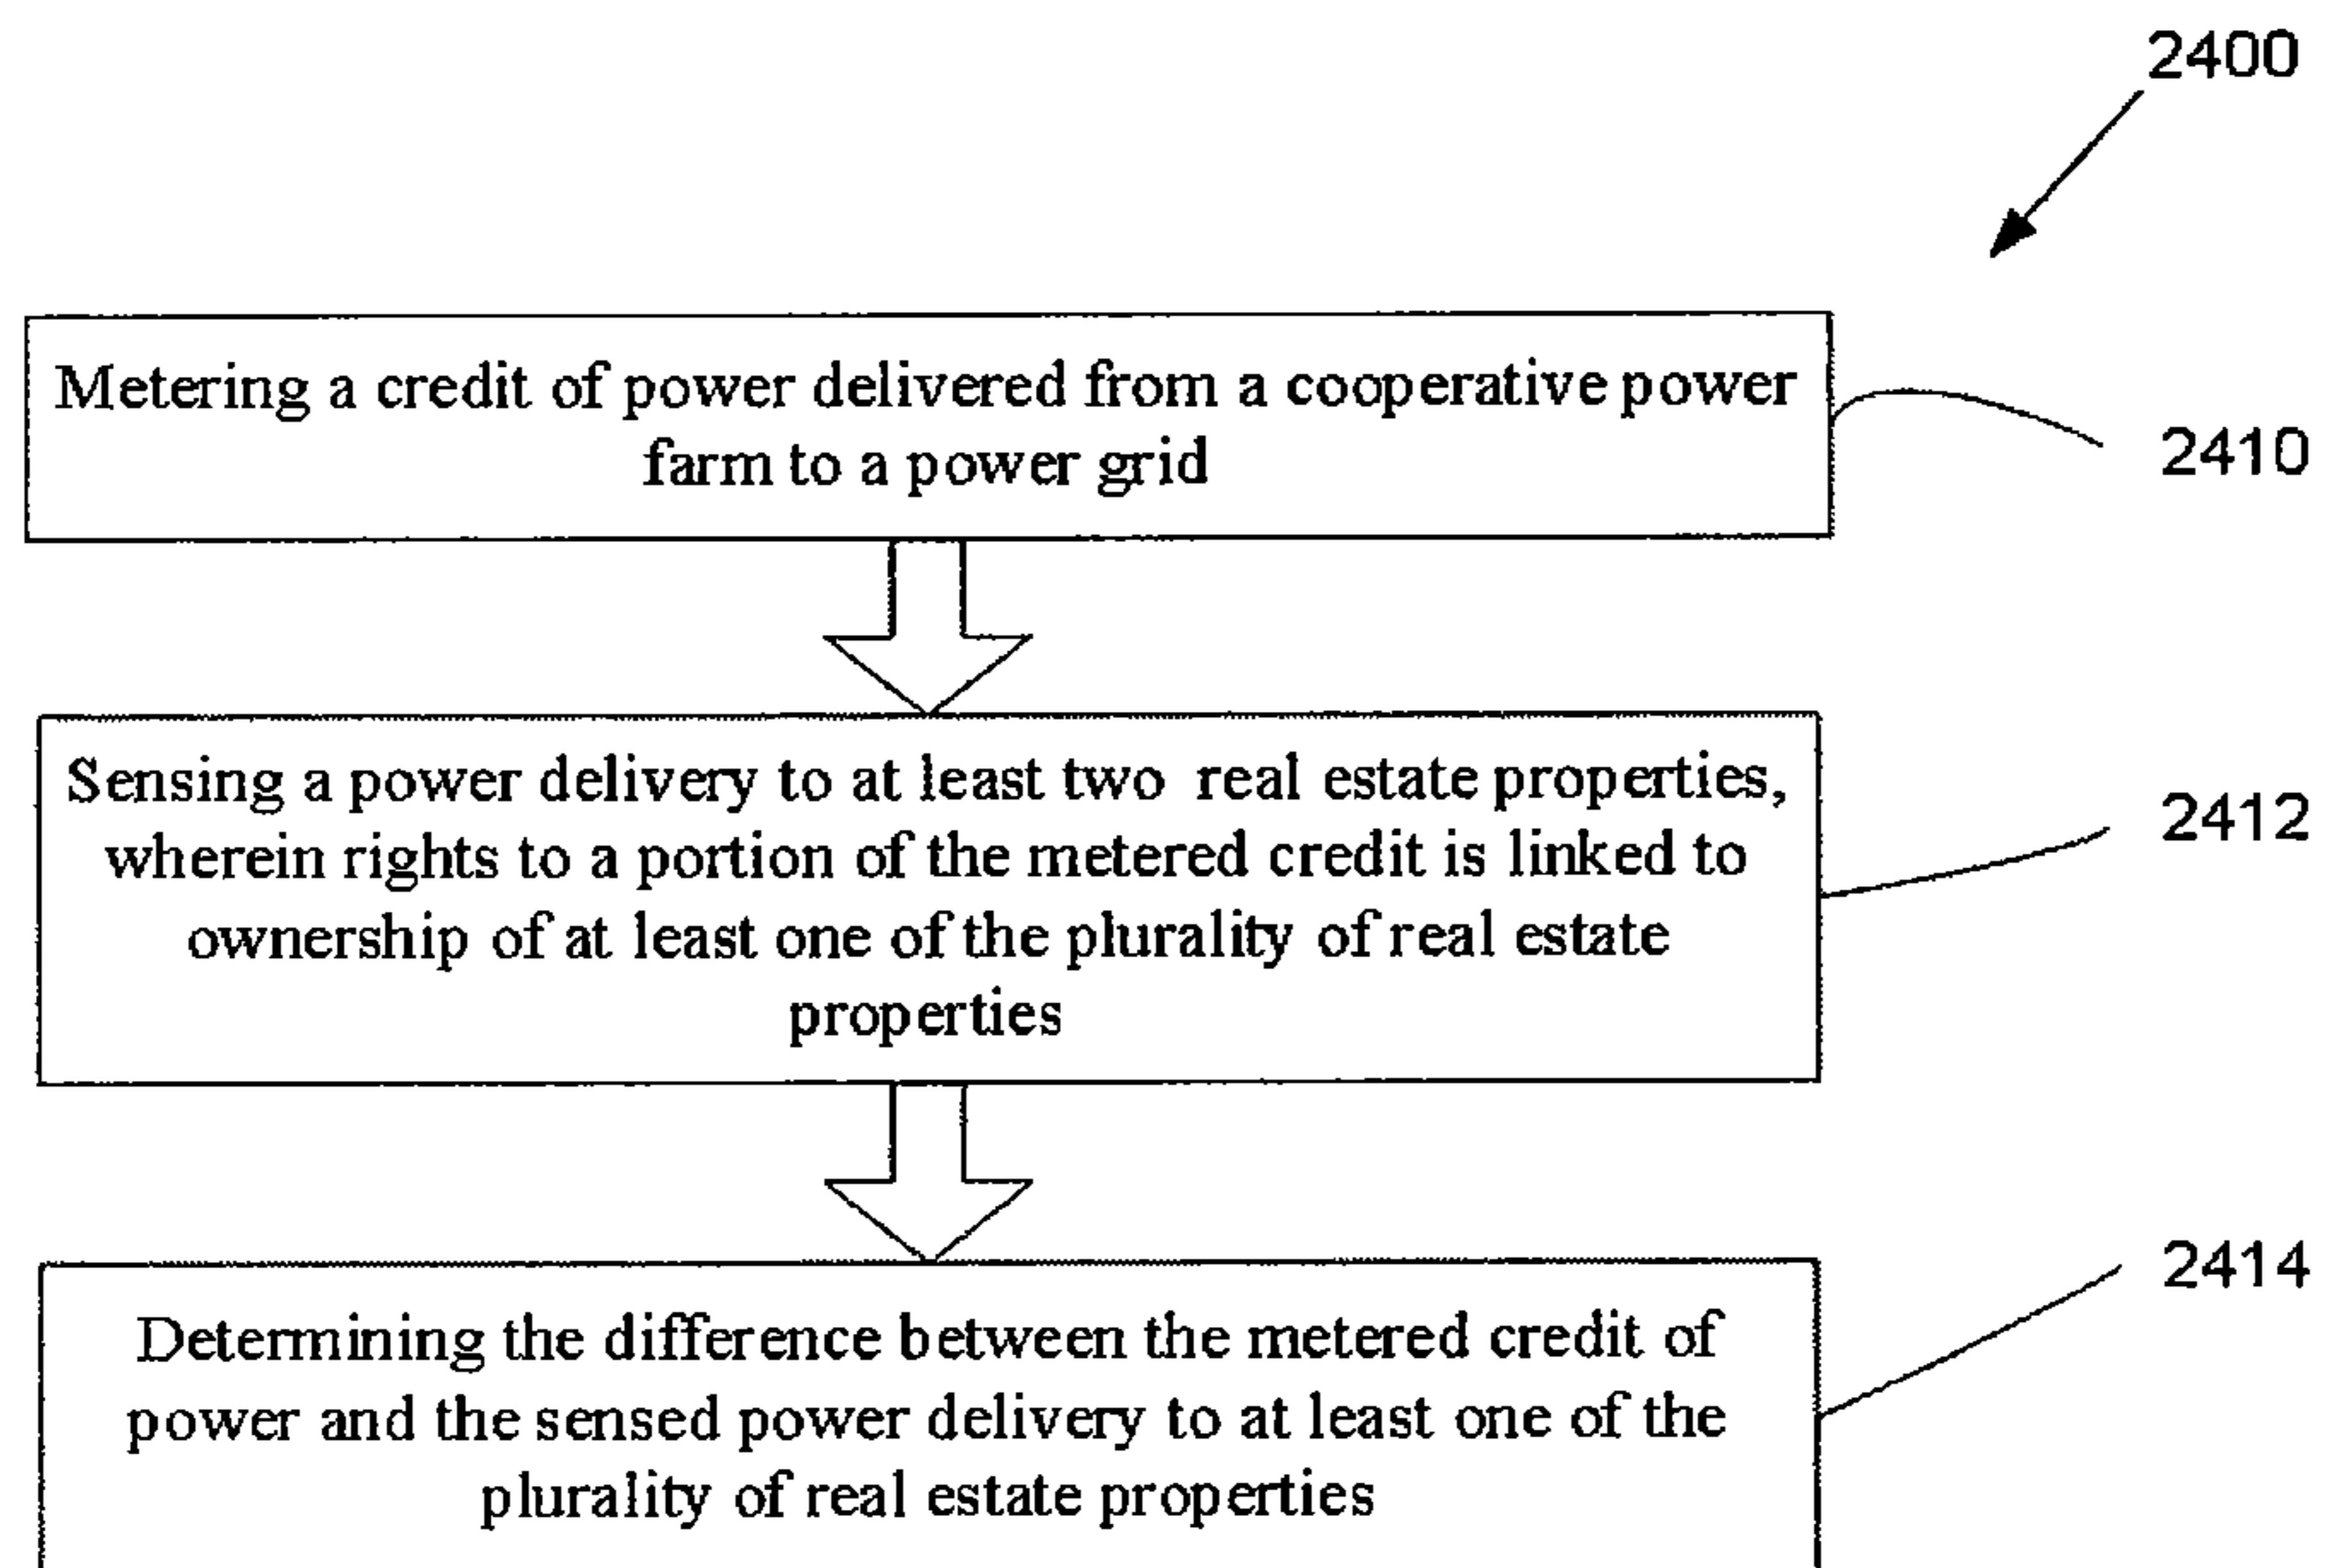 2400
Metering a credit of power delivered from a cooperative power
farm to a power grid
2410
Sensing a power delivery to at least two real estate properties,
wherein rights to a portion of the metered credit is linked to
ownership of at least one of the plurality of real estate
properties
2412
Determining the difference between the metered credit of
power and the sensed power delivery to at least one of the
plurality of real estate properties
2414